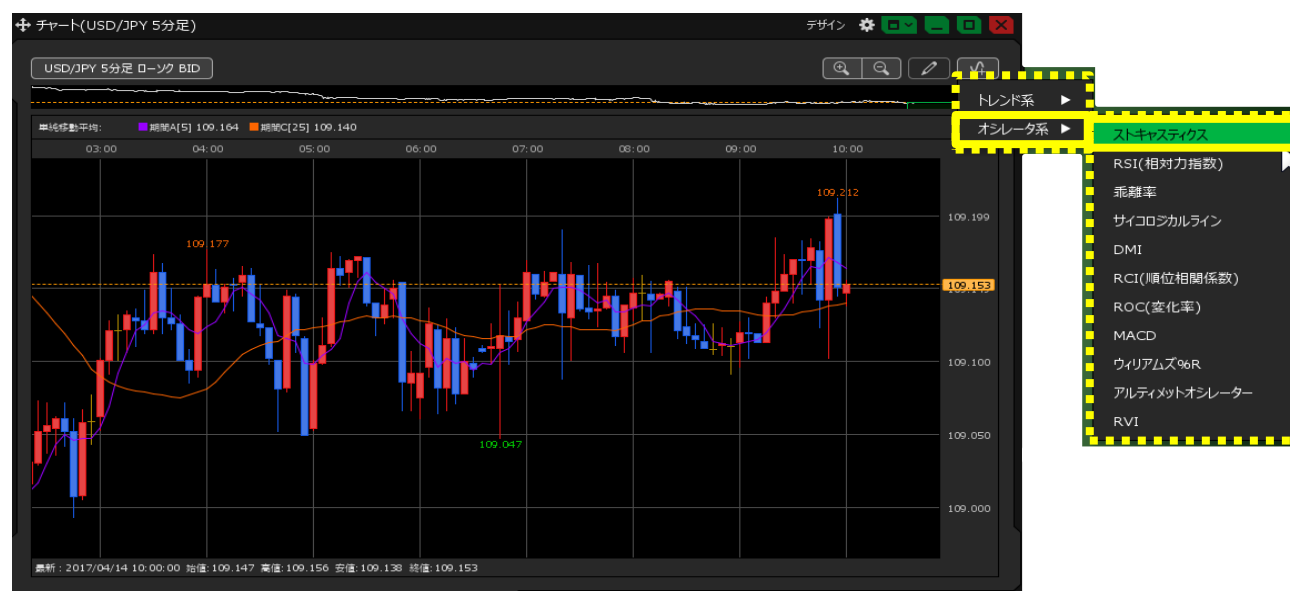 チャート(USD/JPY 5分足)
デザイン
USD/JPY 5分足 ローソク BID
トレンド系 ▶
オシレータ系 ▶
単純移動平均: 期間A[5] 109.164 期間C[25] 109.140
03:00 04:00 05:00 06:00 07:00 08:00 09:00 10:00
109.212
109.199
109.177
109.153
109.100
109.047
109.050
109.000
最新 : 2017/04/14 10:00:00 始値: 109.147 高値: 109.156 安値: 109.138 終値: 109.153
ストキャスティクス
RSI(相対力指数)
乖離率
サイコロジカルライン
DMI
RCI(順位相関係数)
ROC(変化率)
MACD
ウィリアムズ%R
アルティメットオシレーター
RVI